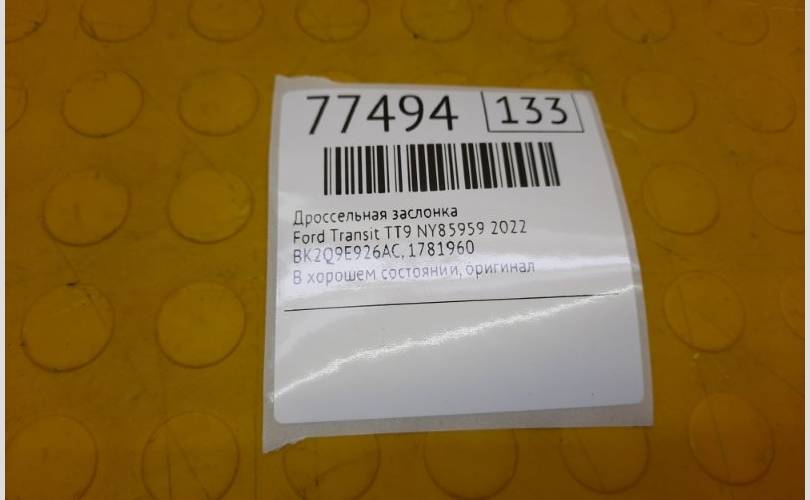 77494 133
Дроссельная заслонка
Ford Transit TT9 NY85959 2022
BK2Q9E926AC, 1781960
В хорошем состоянии, оригинал